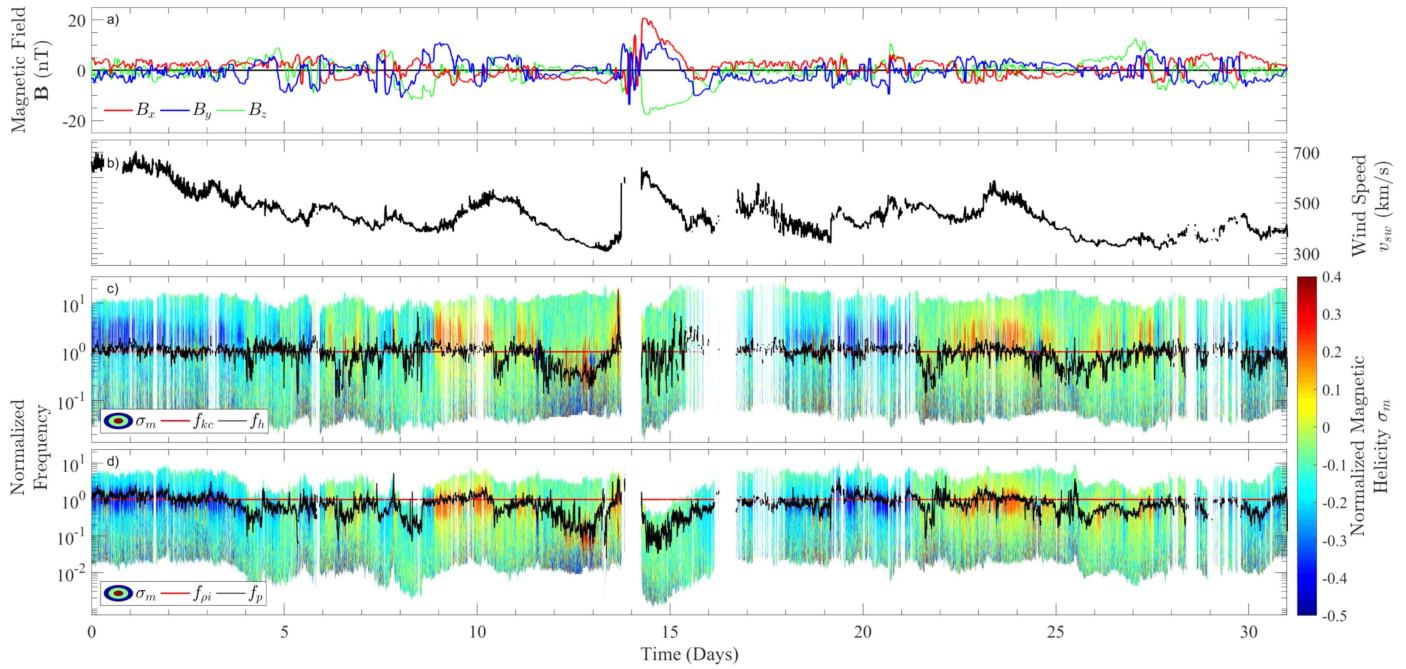 Magnetic Field
B (nT)
20
0
-20
a)
Bx By Bz
b)
700
500
300
Wind Speed
vsw (km/s)
c)
10¹
10⁰
10⁻¹
σm fkc fh
Normalized
Frequency
d)
10¹
10⁰
10⁻¹
10⁻²
σm fρi fp
0 5 10 15 20 25 30
Time (Days)
0.4
0.3
0.2
0.1
0
-0.1
-0.2
-0.3
-0.4
-0.5
Normalized Magnetic
Helicity σm